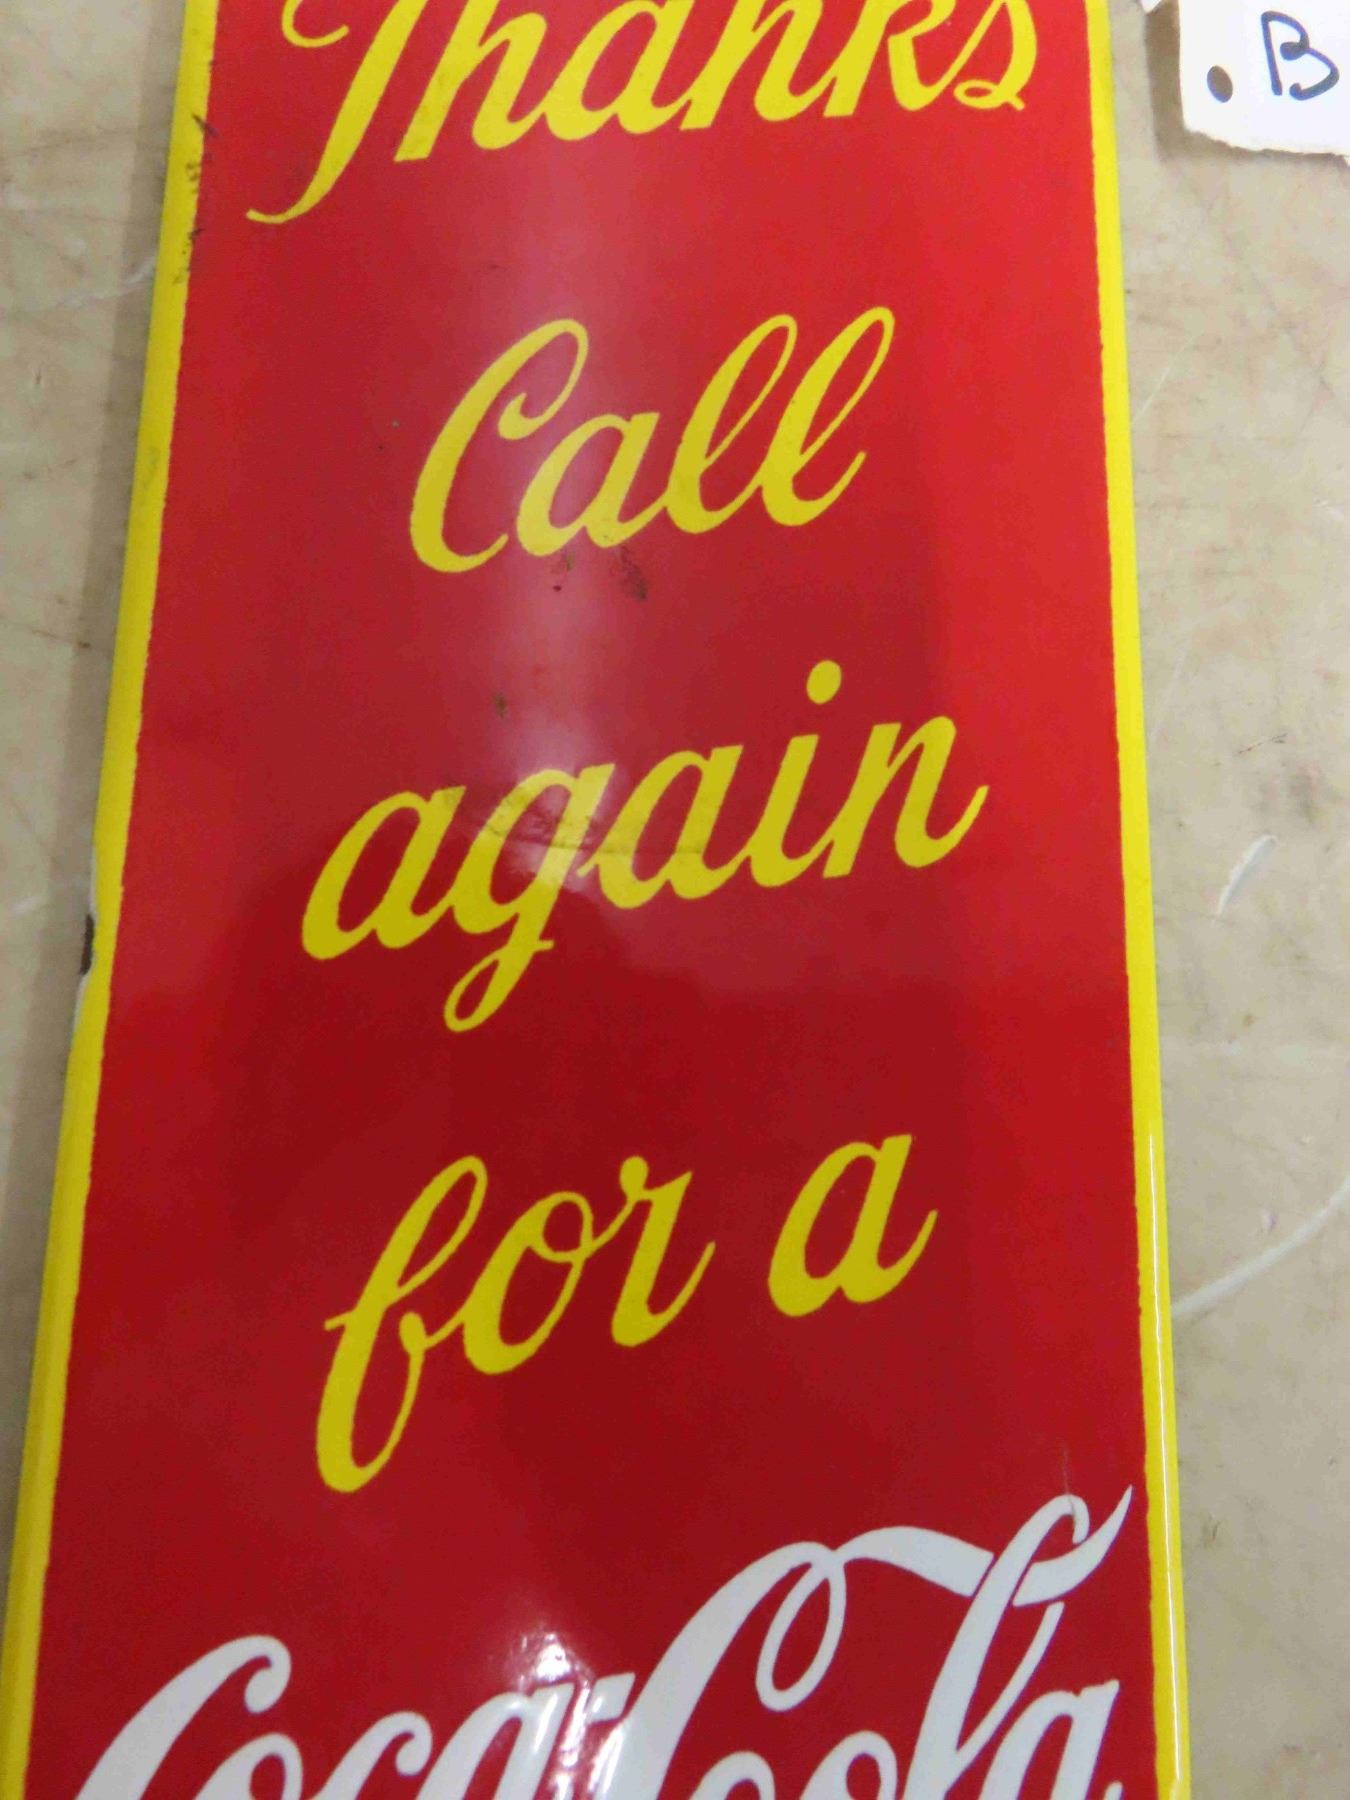 Thanks
Call
again
for a
Coca-Cola
. B